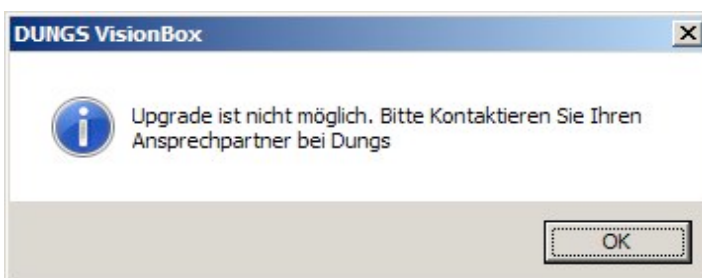 DUNGS VisionBox
Upgrade ist nicht möglich. Bitte Kontaktieren Sie Ihren
Ansprechpartner bei Dungs
OK